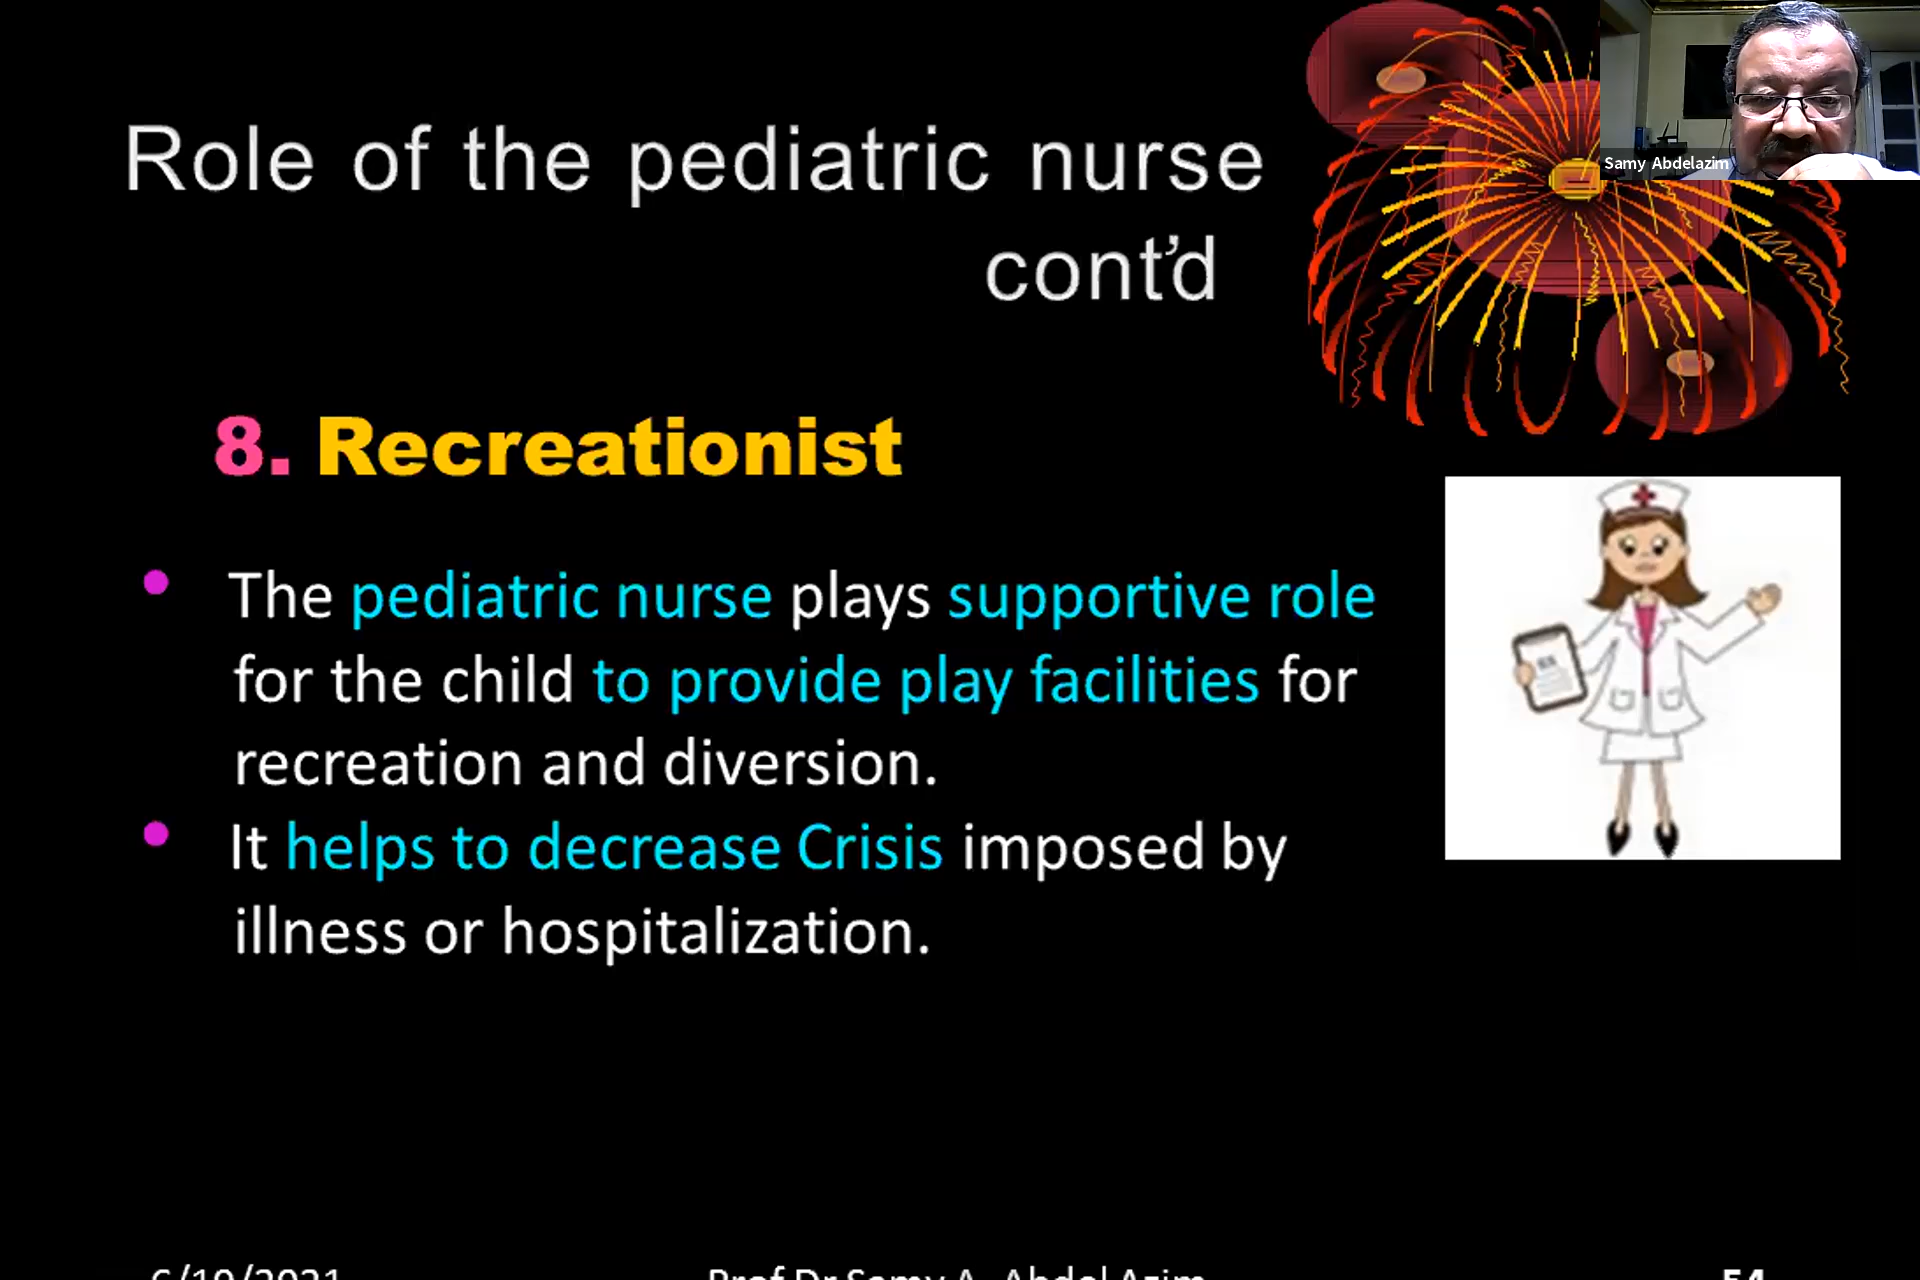 Role of the pediatric nurse
cont'd
Samy Abdelazim
8. Recreationist
• The pediatric nurse plays supportive role
for the child to provide play facilities for
recreation and diversion.
• It helps to decrease Crisis imposed by
illness or hospitalization.
6/19/2021 Prof Dr Samy A. Abdel Azim 54